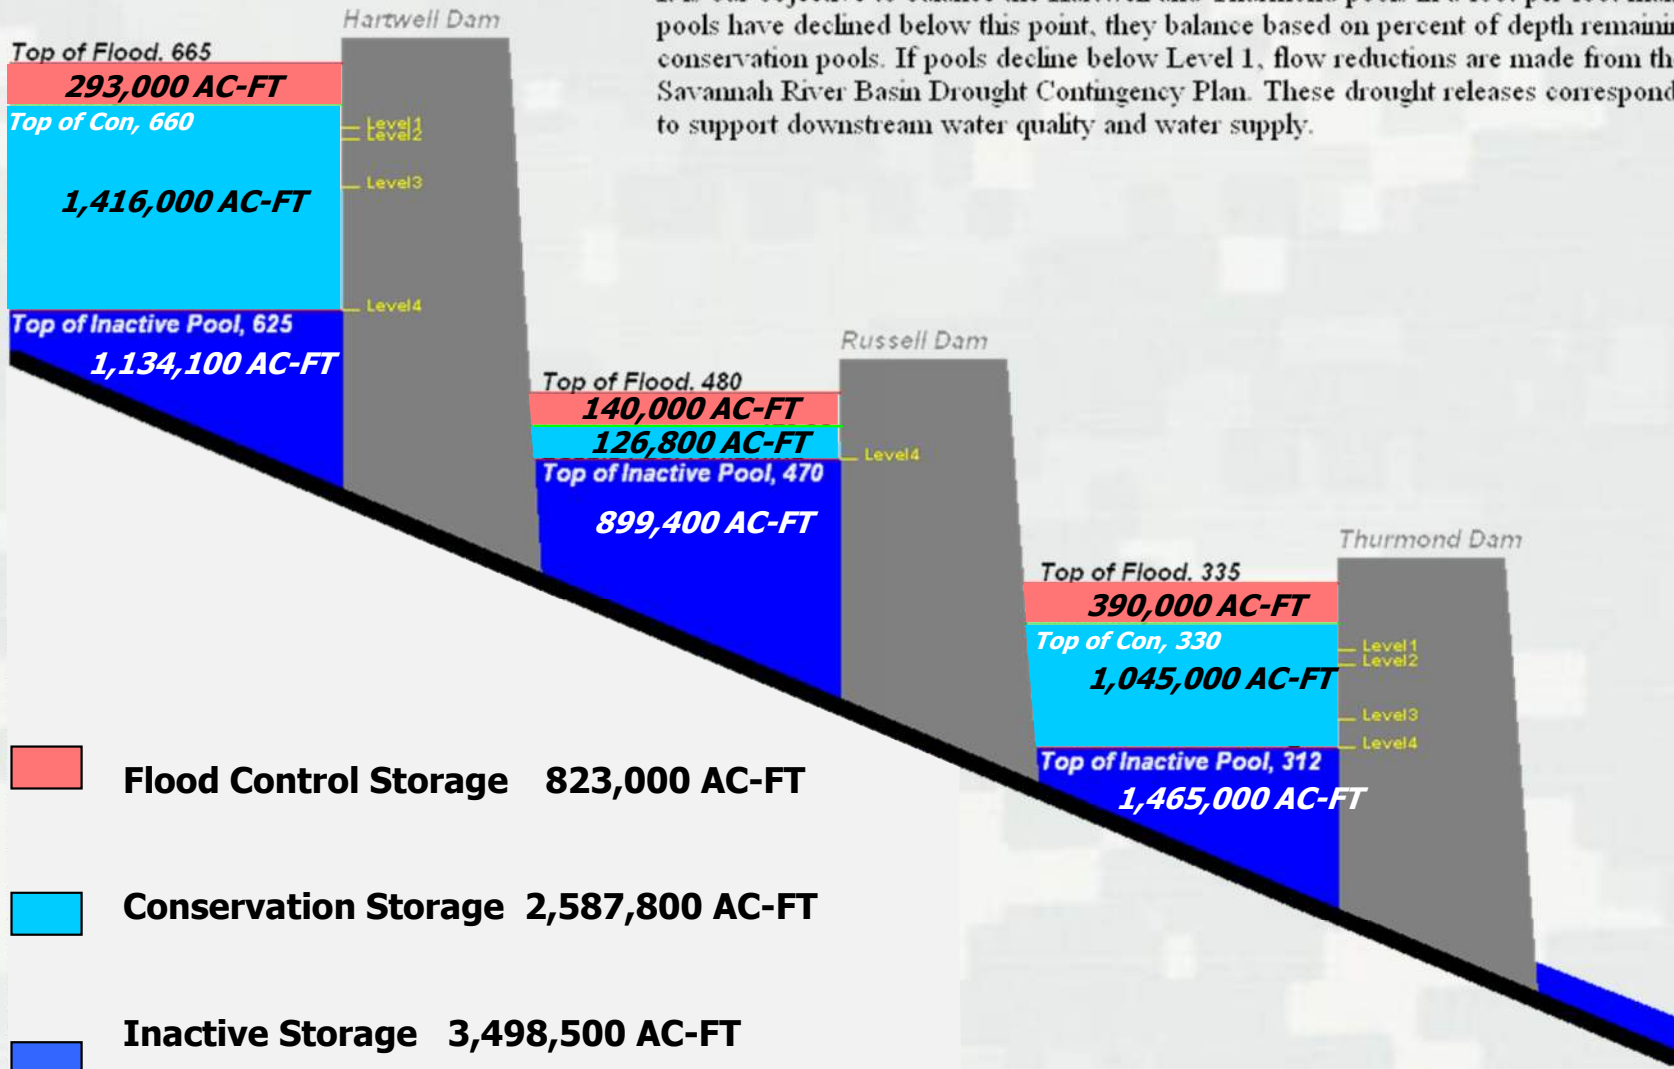 pools have declined below this point, they balance based on percent of depth
conservation pools. If pools decline below Level 1, flow reductions are made from
Savannah River Basin Drought Contingency Plan. These drought releases
to support downstream water quality and water supply.
Hartwell Dam
Top of Flood. 665
293,000 AC-FT
Top of Con, 660
Level1
Level2
1,416,000 AC-FT
Level3
Level4
Top of Inactive Pool, 625
1,134,100 AC-FT
Russell Dam
Top of Flood. 480
140,000 AC-FT
126,800 AC-FT
Level4
Top of Inactive Pool, 470
899,400 AC-FT
Thurmond Dam
Top of Flood. 335
390,000 AC-FT
Top of Con, 330
Level1
Level2
1,045,000 AC-FT
Level3
Level4
Top of Inactive Pool, 312
1,465,000 AC-FT
Flood Control Storage 823,000 AC-FT
Conservation Storage 2,587,800 AC-FT
Inactive Storage 3,498,500 AC-FT